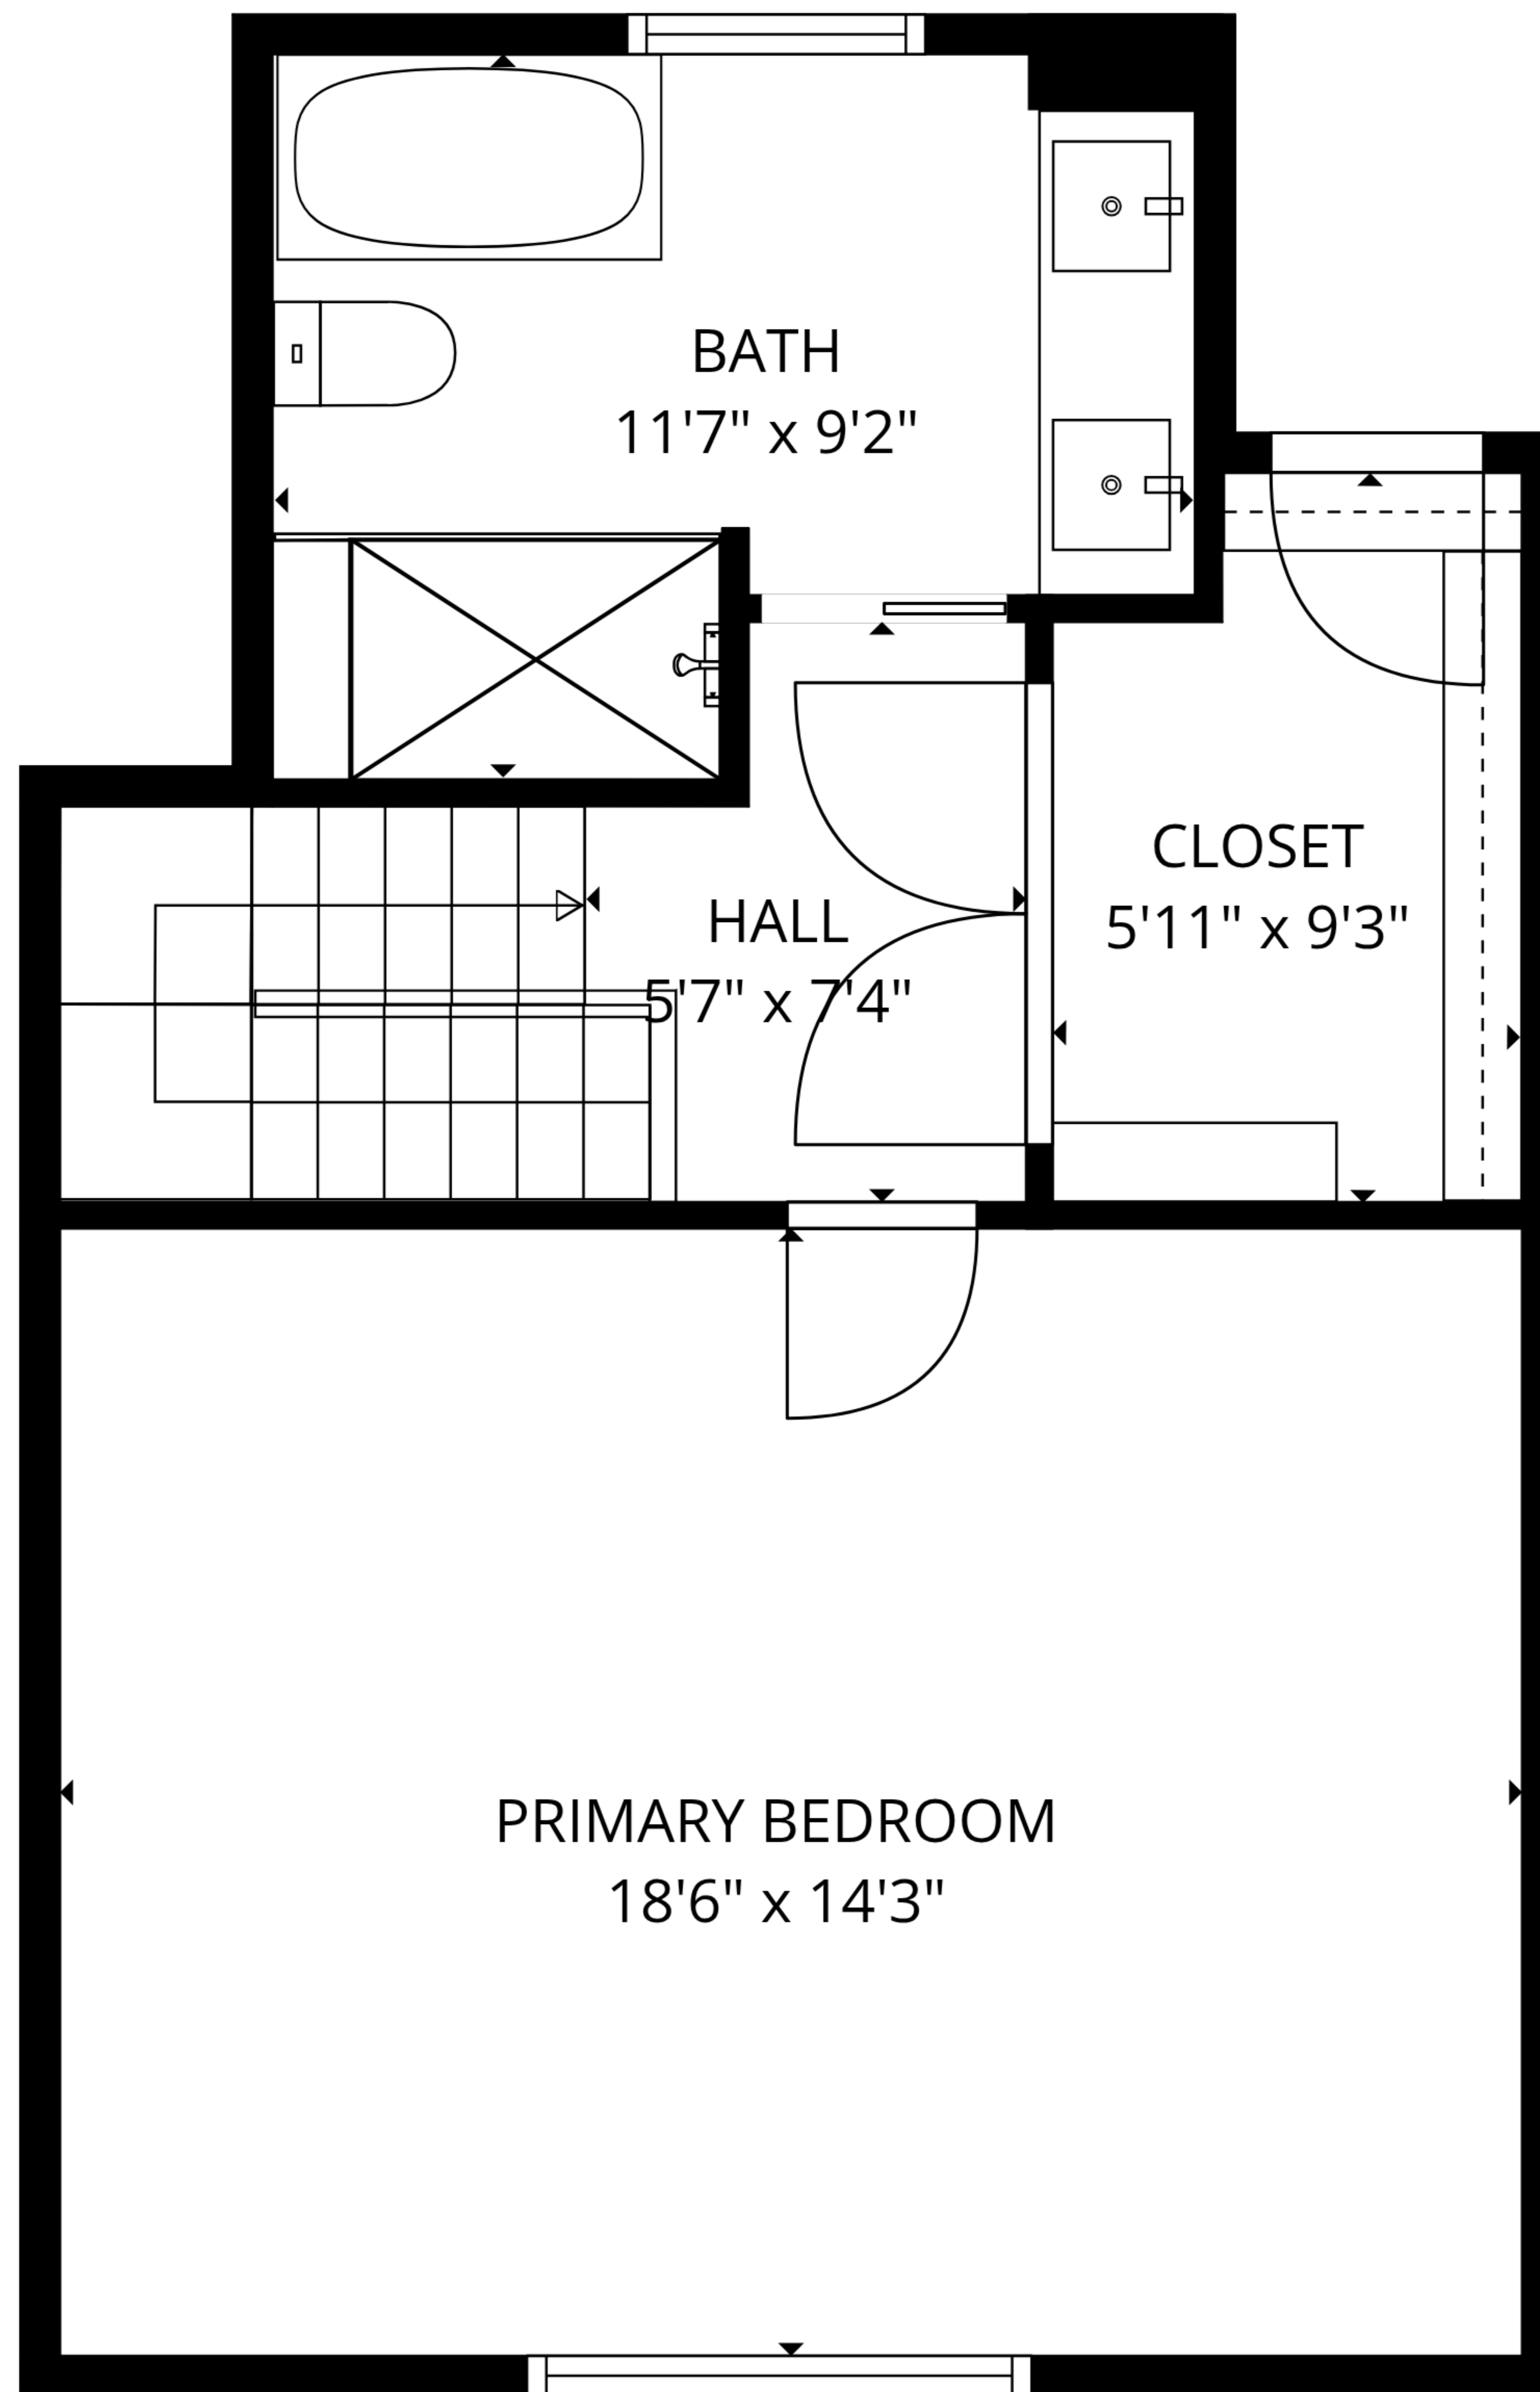 BATH
11'7" x 9'2"
CLOSET
5'11" x 9'3"
HALL
5'7" x 7'4"
PRIMARY BEDROOM
18'6" x 14'3"